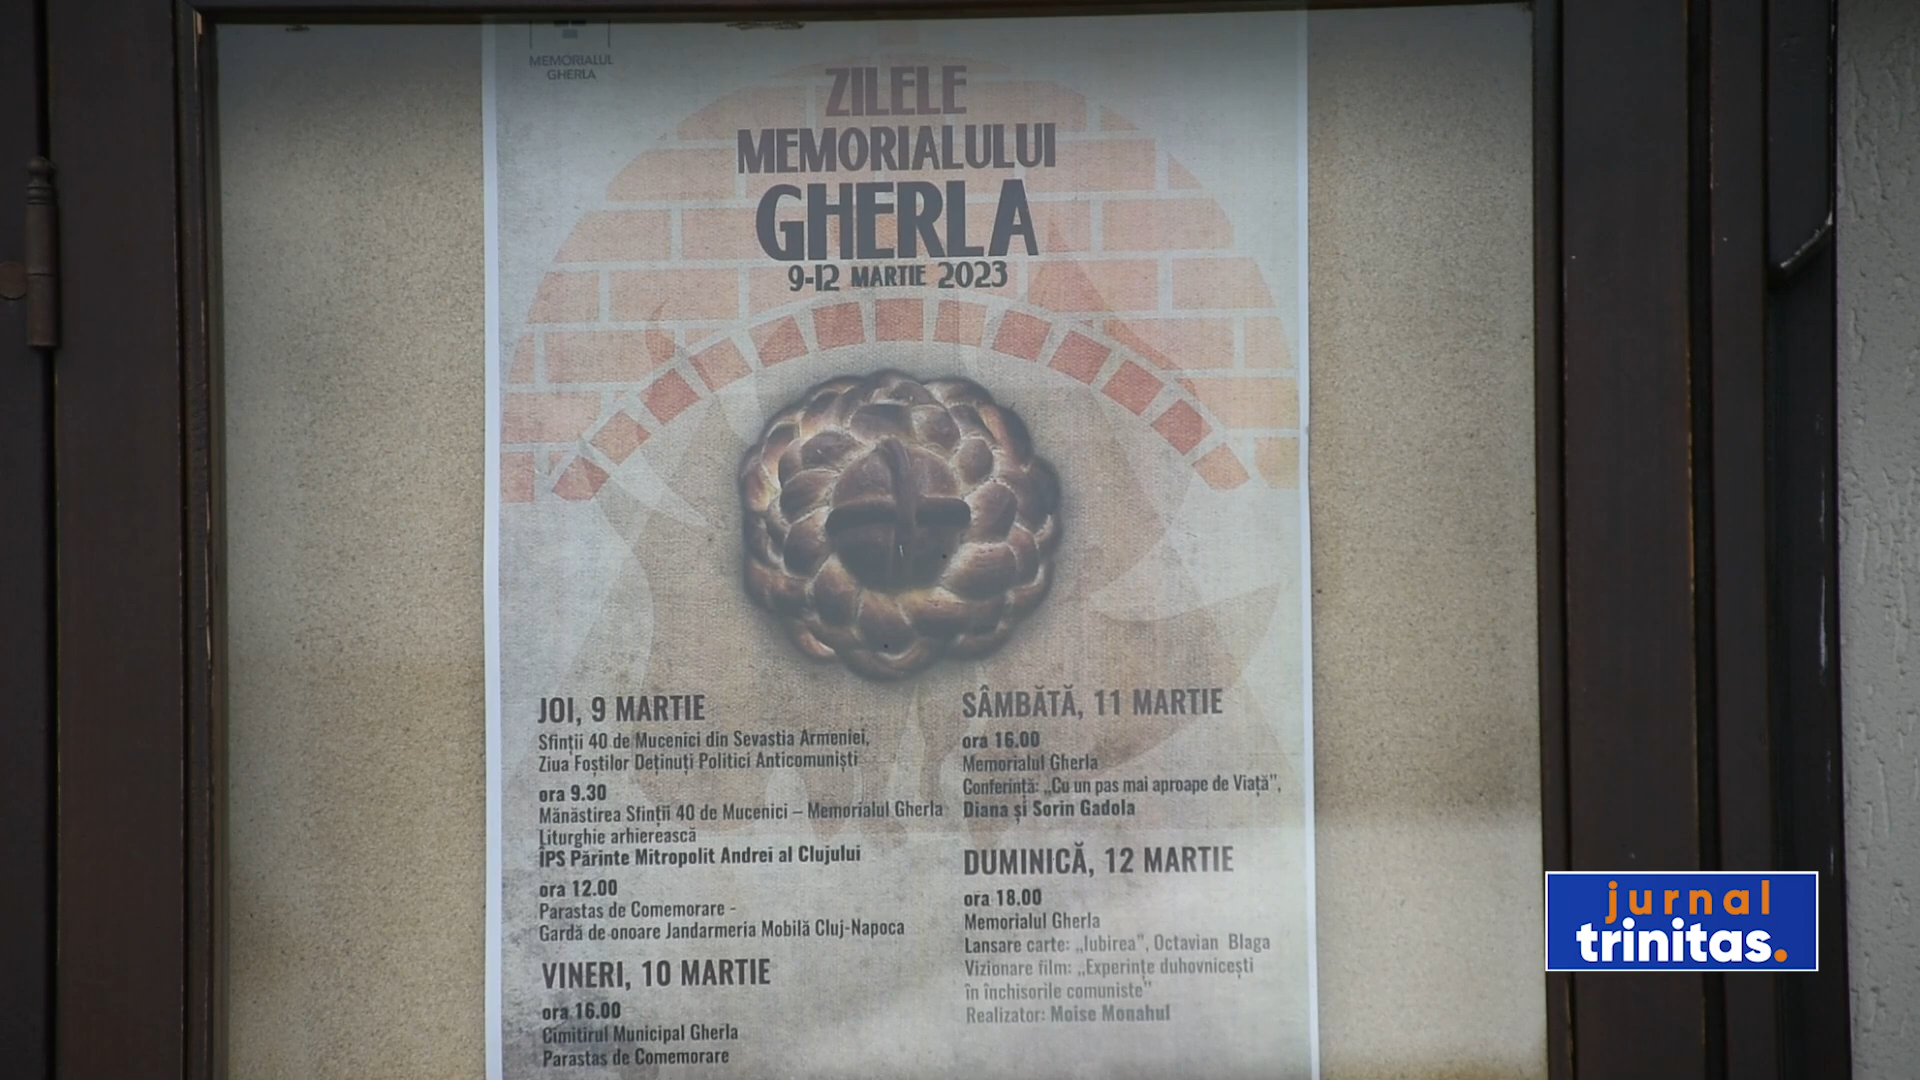 MEMORIALUL
GHERLA
ZILELE
MEMORIALULUI
GHERLA
9-12 MARTIE 2023
JOI, 9 MARTIE
Sfinții 40 de Mucenici din Sevastia Armeniei,
Ziua Foștilor Deținuți Politici Anticomuniști
ora 9.30
Mănăstirea Sfinții 40 de Mucenici – Memorialul Gherla
Liturghie arhierească
ÎPS Părinte Mitropolit Andrei al Clujului
ora 12.00
Parastas de Comemorare -
Gardă de onoare Jandarmeria Mobilă Cluj-Napoca
VINERI, 10 MARTIE
ora 16.00
Cimitirul Municipal Gherla
Parastas de Comemorare
SÂMBĂTĂ, 11 MARTIE
ora 16.00
Memorialul Gherla
Conferință: „Cu un pas mai aproape de Viață”,
Diana și Sorin Gadola
DUMINICĂ, 12 MARTIE
ora 18.00
Memorialul Gherla
Lansare carte: „Iubirea”, Octavian Blaga
Vizionare film: „Experințe duhovnicești
în închisorile comuniste”
Realizator: Moise Monahul
jurnal
trinitas.